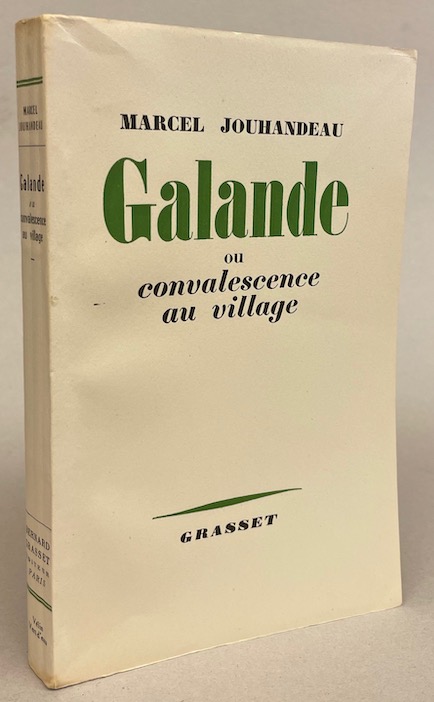 MARCEL JOUHANDEAU
Galande
ou
convalescence
au village
GRASSET
MARCEL
JOUHANDEAU
Galande
ou
convalescence
au village
BERNARD
GRASSET
PARIS